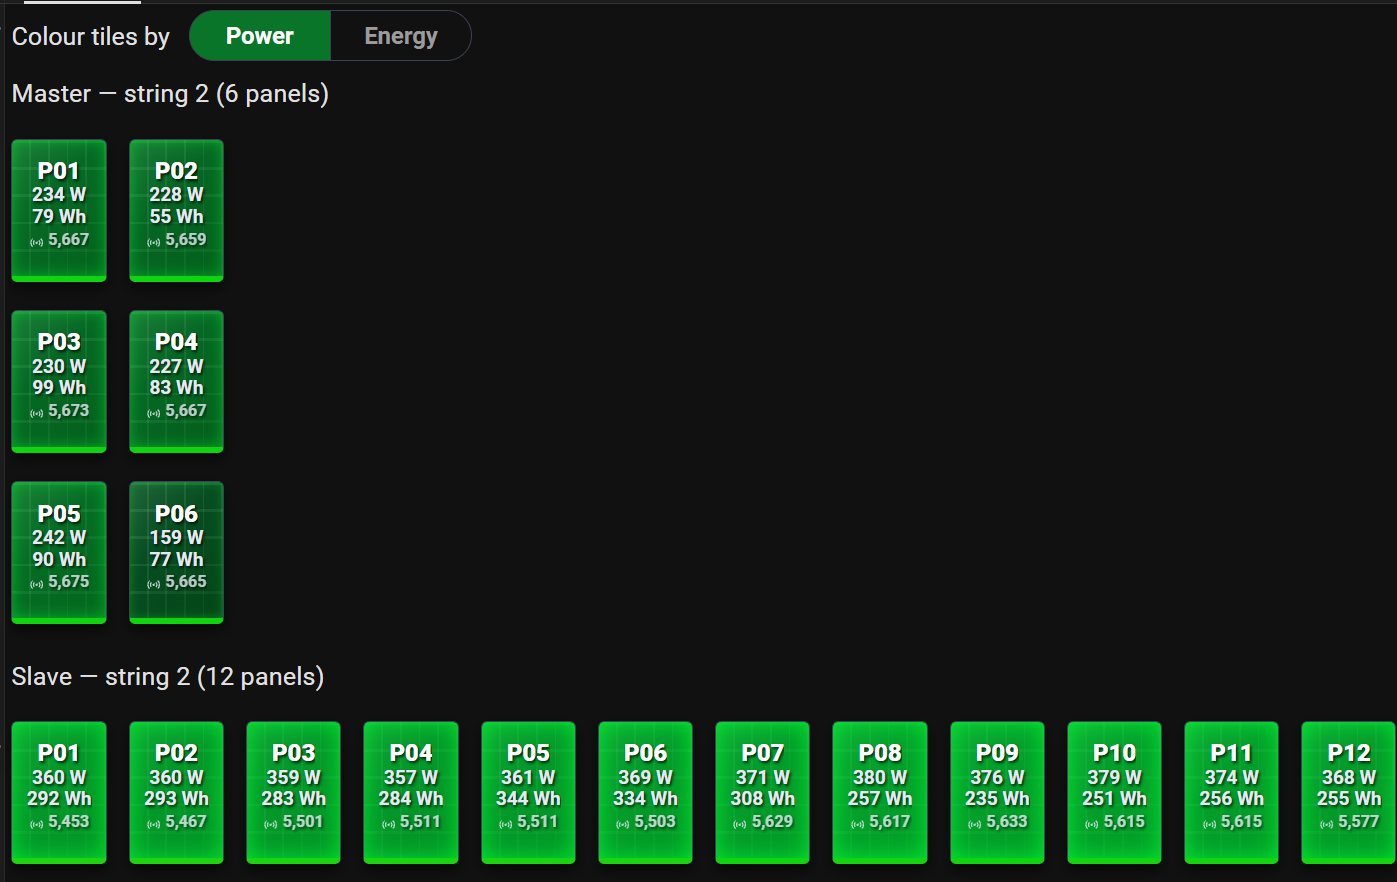 Colour tiles by Power Energy
Master — string 2 (6 panels)
P01
234 W
79 Wh
5,667
P02
228 W
55 Wh
5,659
P03
230 W
99 Wh
5,673
P04
227 W
83 Wh
5,667
P05
242 W
90 Wh
5,675
P06
159 W
77 Wh
5,665
Slave — string 2 (12 panels)
P01
360 W
292 Wh
5,453
P02
360 W
293 Wh
5,467
P03
359 W
283 Wh
5,501
P04
357 W
284 Wh
5,511
P05
361 W
344 Wh
5,511
P06
369 W
334 Wh
5,503
P07
371 W
308 Wh
5,629
P08
380 W
257 Wh
5,617
P09
376 W
235 Wh
5,633
P10
379 W
251 Wh
5,615
P11
374 W
256 Wh
5,615
P12
368 W
255 Wh
5,577